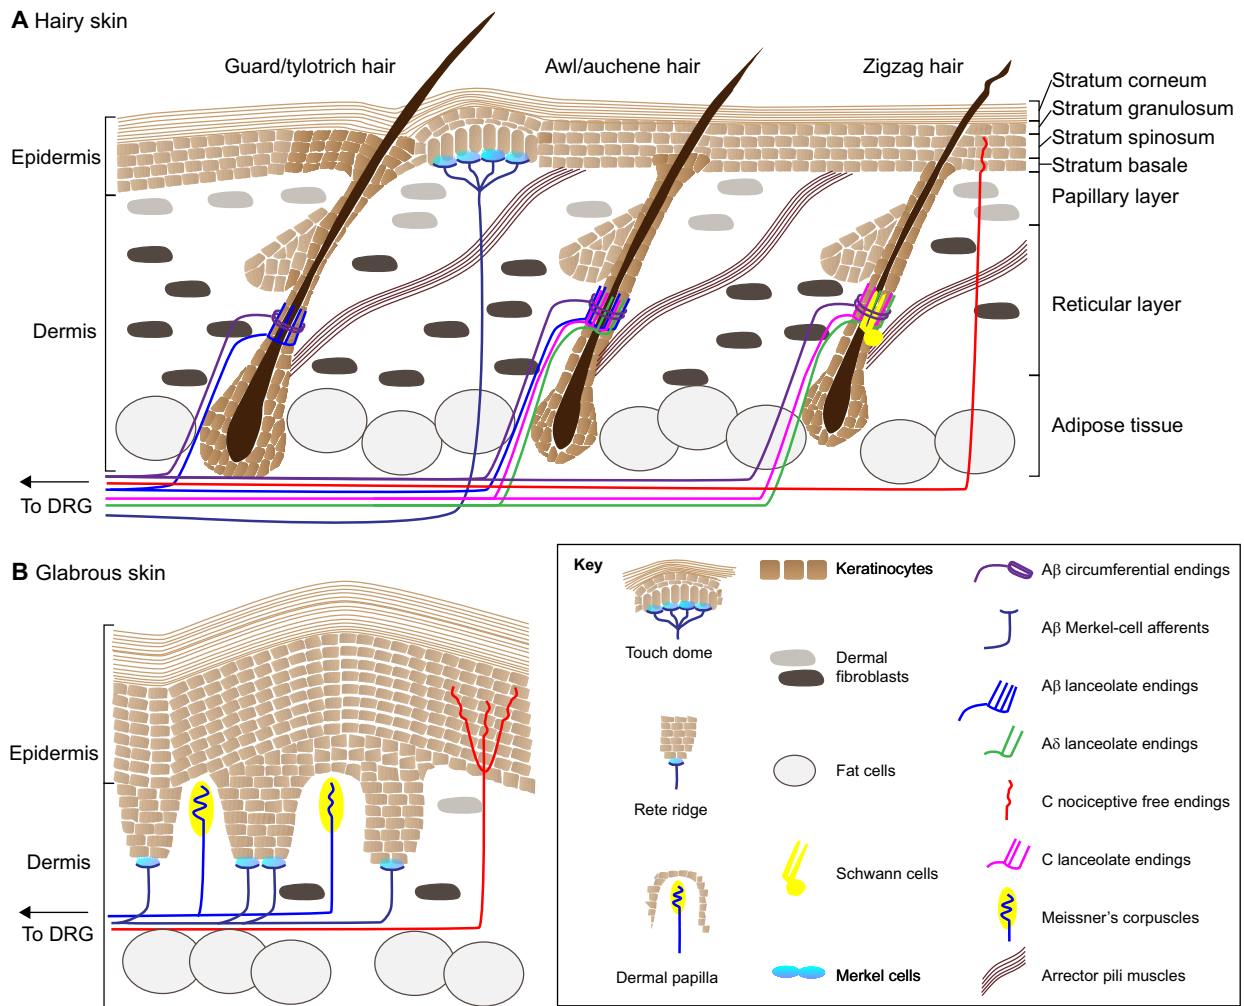 A Hairy skin
Guard/tylotrich hair
Awl/auchene hair
Zigzag hair
Stratum corneum
Stratum granulosum
Stratum spinosum
Stratum basale
Papillary layer
Reticular layer
Adipose tissue
Epidermis
Dermis
To DRG
B Glabrous skin
Epidermis
Dermis
To DRG
Key
Touch dome
Rete ridge
Dermal papilla
Keratinocytes
Dermal
fibroblasts
Fat cells
Schwann cells
Merkel cells
Aβ circumferential endings
Aβ Merkel-cell afferents
Aβ lanceolate endings
Aδ lanceolate endings
C nociceptive free endings
C lanceolate endings
Meissner's corpuscles
Arrector pili muscles